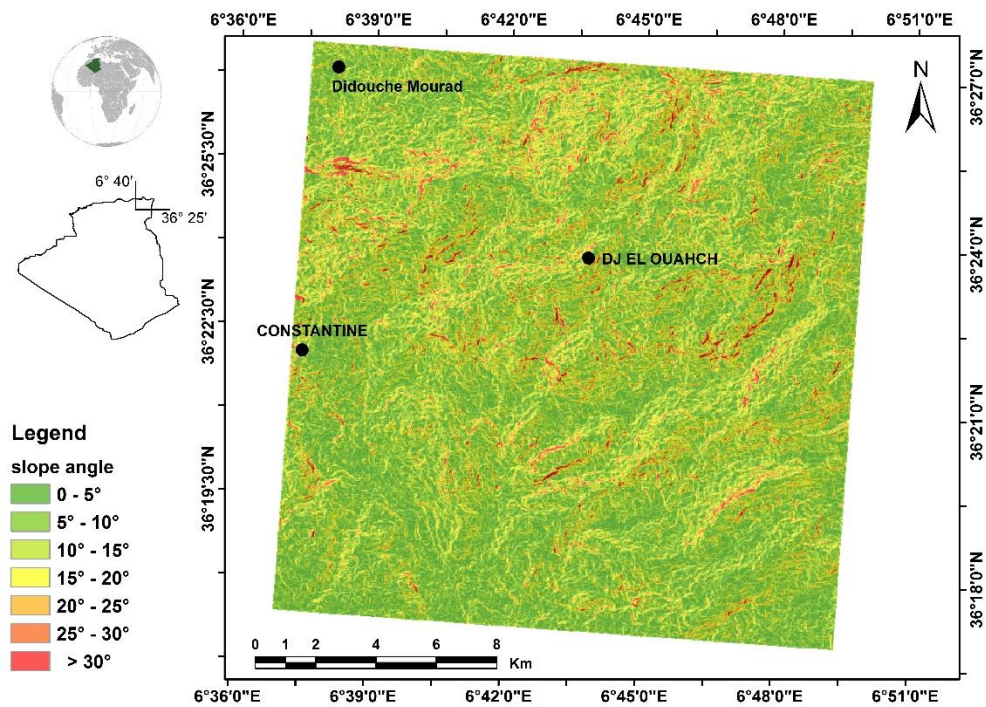 6°36'0"E 6°39'0"E 6°42'0"E 6°45'0"E 6°48'0"E 6°51'0"E
N
Didouche Mourad
36°27'0"N
36°25'30"N
6° 40'
36° 25'
DJ EL OUAHCH
36°24'0"N
36°22'30"N
CONSTANTINE
36°21'0"N
Legend
slope angle
0 - 5°
5° - 10°
10° - 15°
15° - 20°
20° - 25°
25° - 30°
> 30°
36°19'30"N
36°18'0"N
0 1 2 4 6 8
Km
6°36'0"E 6°39'0"E 6°42'0"E 6°45'0"E 6°48'0"E 6°51'0"E